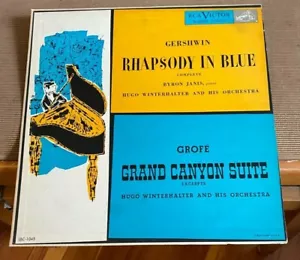 RCA VICTOR
GERSHWIN
RHAPSODY IN BLUE
COMPLETE
BYRON JANIS, piano
HUGO WINTERHALTER AND HIS ORCHESTRA
GROFE
GRAND CANYON SUITE
EXCERPTS
HUGO WINTERHALTER AND HIS ORCHESTRA